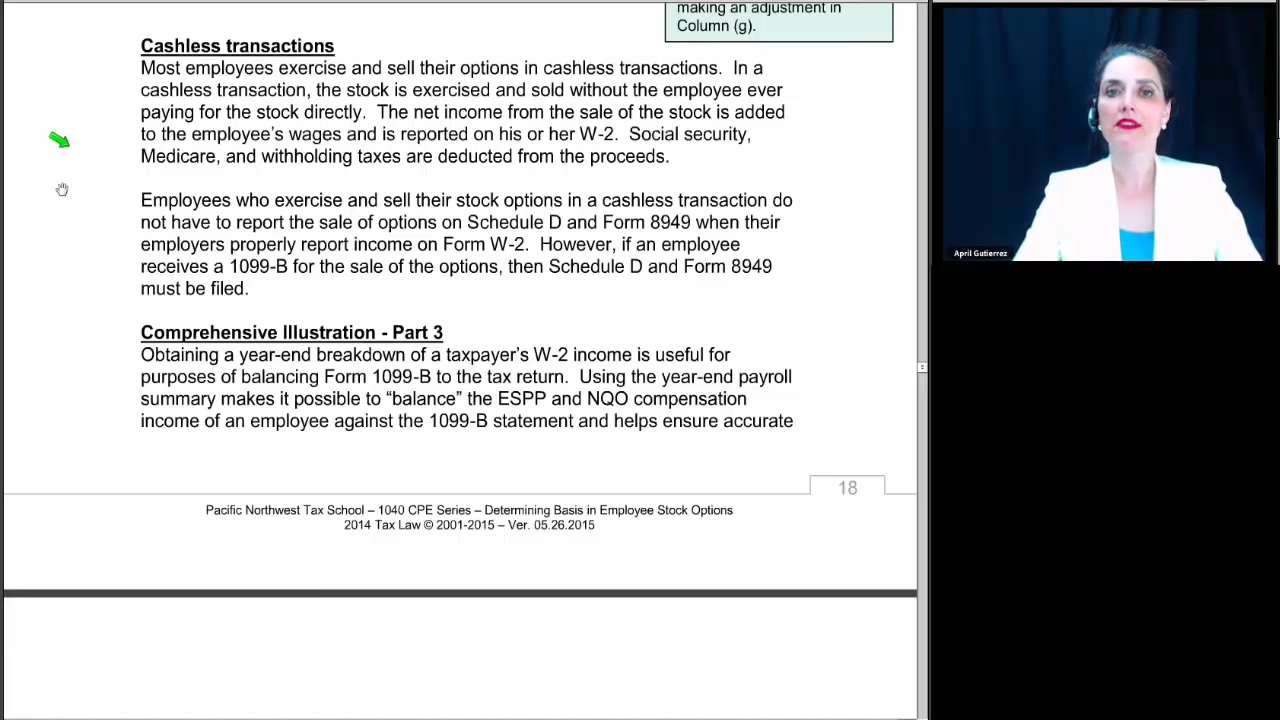 making an adjustment in
Column (g).
Cashless transactions
Most employees exercise and sell their options in cashless transactions.  In a
cashless transaction, the stock is exercised and sold without the employee ever
paying for the stock directly.  The net income from the sale of the stock is added
to the employee's wages and is reported on his or her W-2.  Social security,
Medicare, and withholding taxes are deducted from the proceeds.
Employees who exercise and sell their stock options in a cashless transaction do
not have to report the sale of options on Schedule D and Form 8949 when their
employers properly report income on Form W-2.  However, if an employee
receives a 1099-B for the sale of the options, then Schedule D and Form 8949
must be filed.
Comprehensive Illustration - Part 3
Obtaining a year-end breakdown of a taxpayer's W-2 income is useful for
purposes of balancing Form 1099-B to the tax return.  Using the year-end payroll
summary makes it possible to “balance” the ESPP and NQO compensation
income of an employee against the 1099-B statement and helps ensure accurate
18
Pacific Northwest Tax School – 1040 CPE Series – Determining Basis in Employee Stock Options
2014 Tax Law © 2001-2015 – Ver. 05.26.2015
April Gutierrez